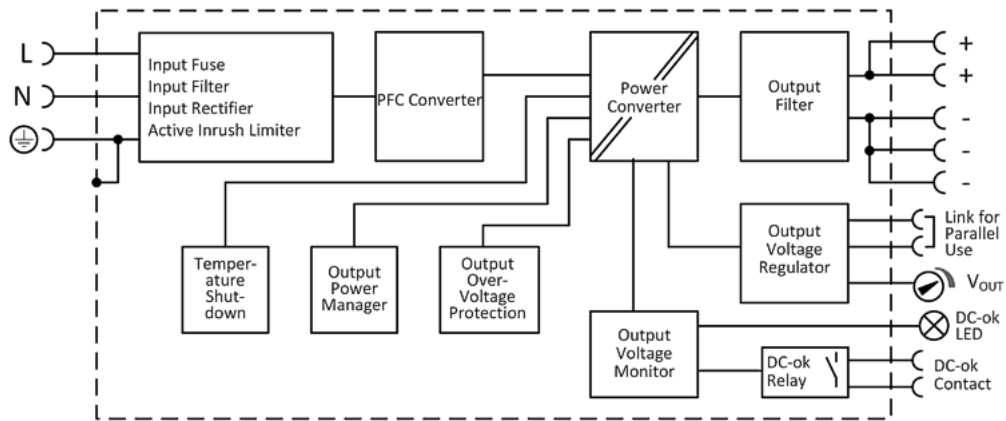 L
N
Input Fuse
Input Filter
Input Rectifier
Active Inrush Limiter
PFC Converter
Power
Converter
Output
Filter
+
+
-
-
-
Temper-
ature
Shut-
down
Output
Power
Manager
Output
Over-
Voltage
Protection
Output
Voltage
Regulator
Link for
Parallel
Use
VOUT
Output
Voltage
Monitor
DC-ok
LED
DC-ok
Relay
DC-ok
Contact